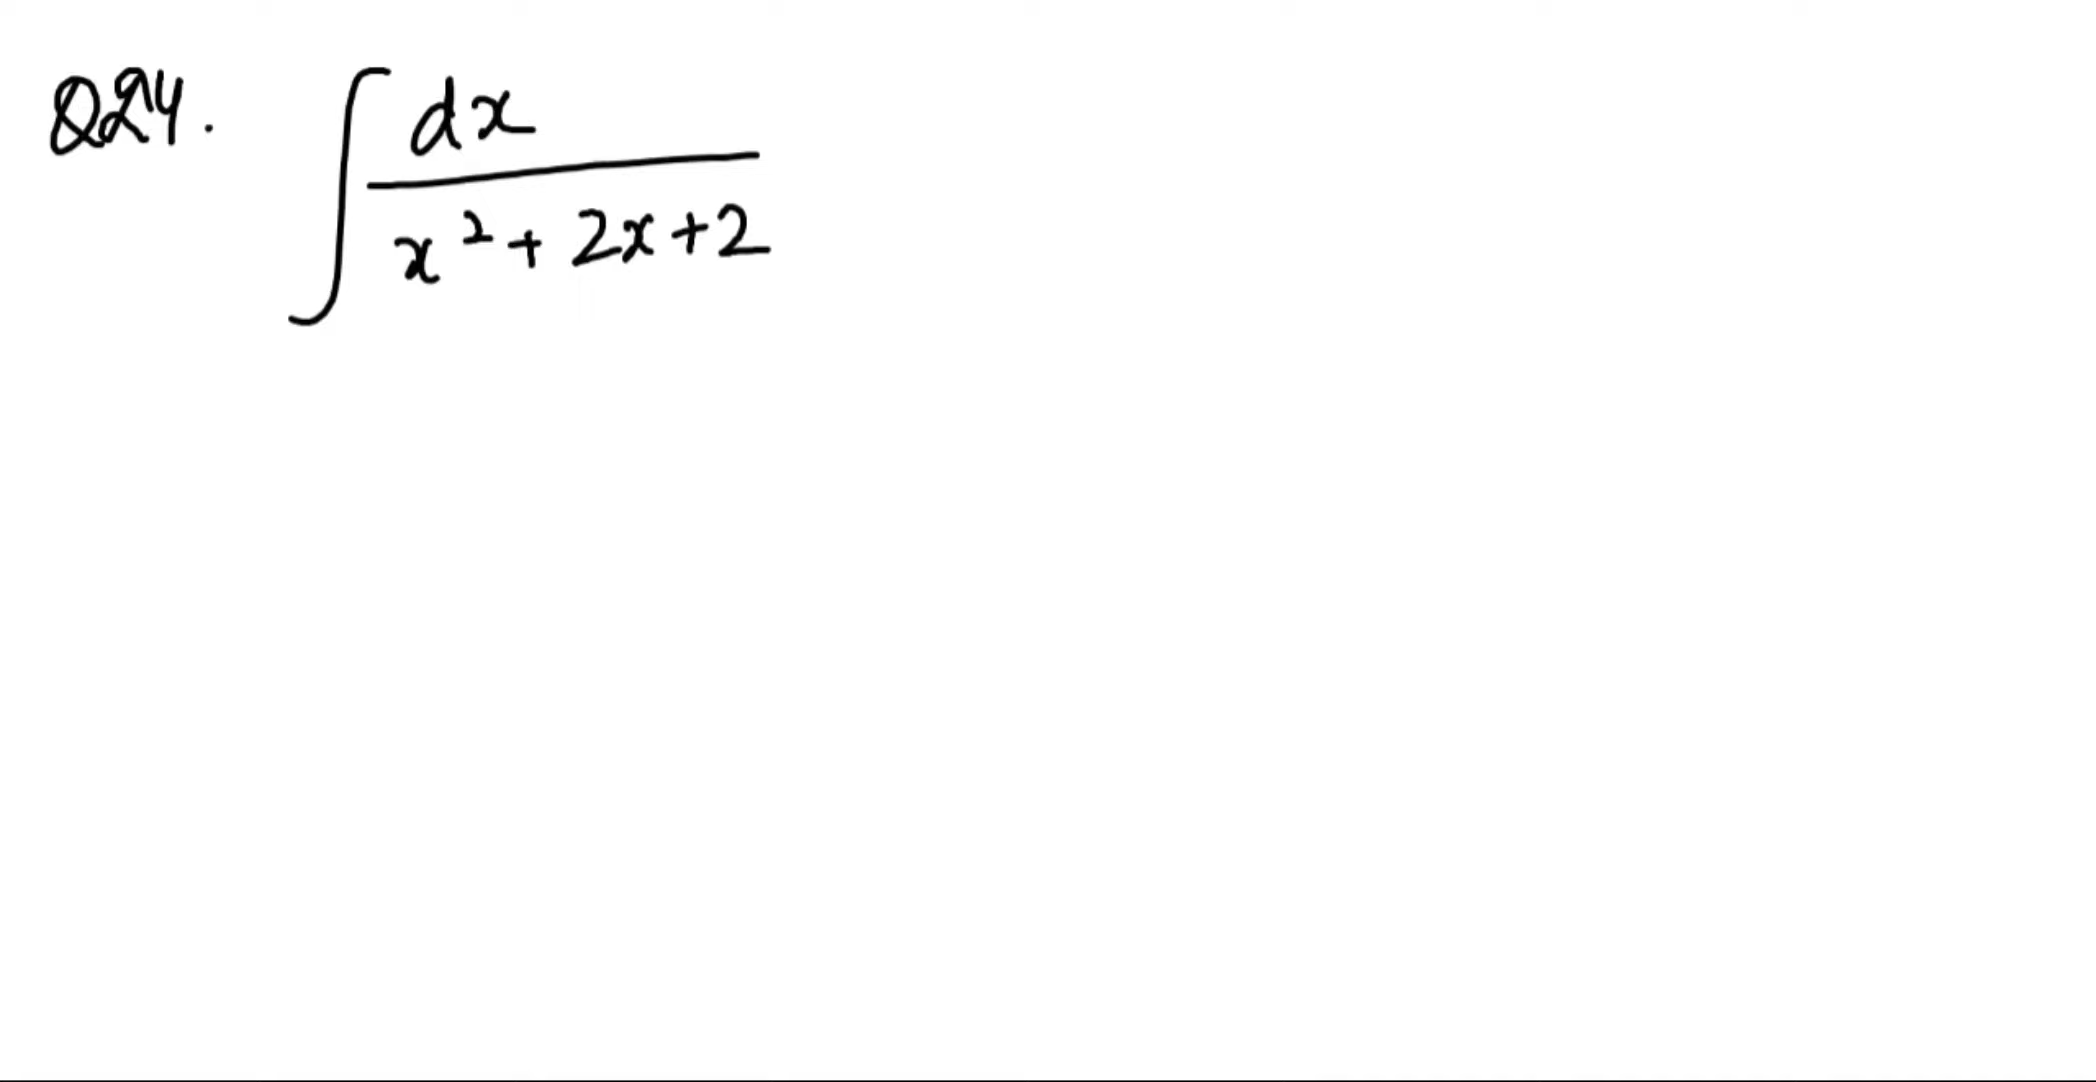 Q24. ∫ dx
x² + 2x + 2